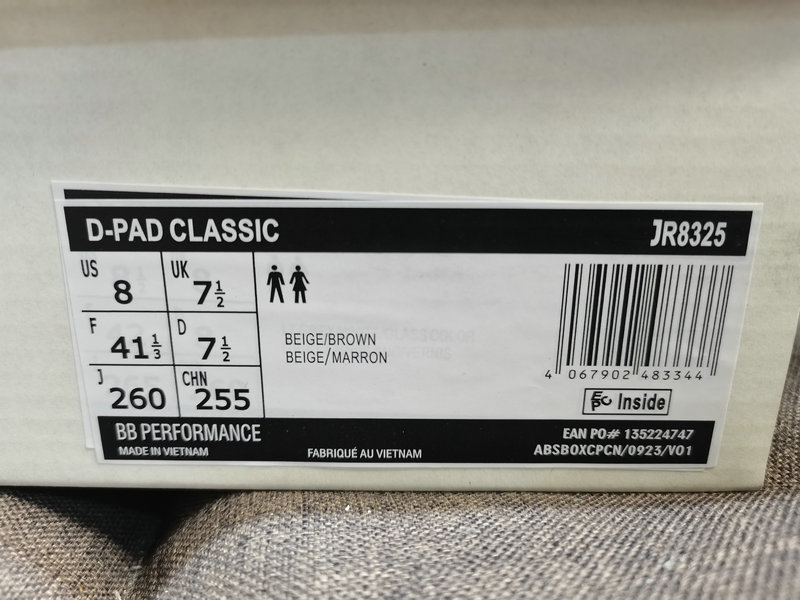 D-PAD CLASSIC JR8325
US 8 UK 7½
F 41⅓ D 7½
J 260 CHN 255
BEIGE/BROWN
BEIGE/MARRON
4 067902 483344
EPC Inside
BB PERFORMANCE
MADE IN VIETNAM
FABRIQUÉ AU VIETNAM
EAN PO# 135224747
ABSBOXCPCN/0923/V01